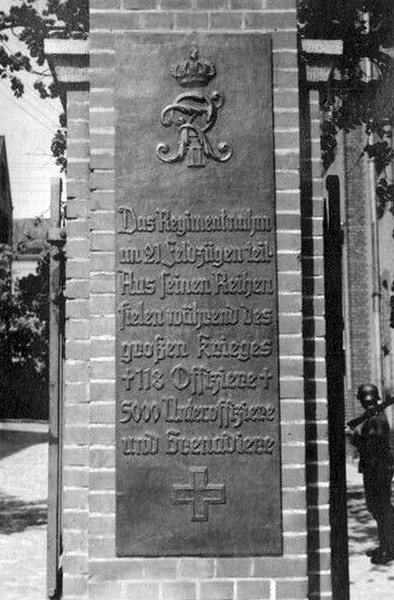 Das Regiment nahm
an 21 Feldzügen teil.
Aus seinen Reihen
fielen während des
großen Krieges
+ 118 Offiziere +
5000 Unteroffiziere
und Grenadiere